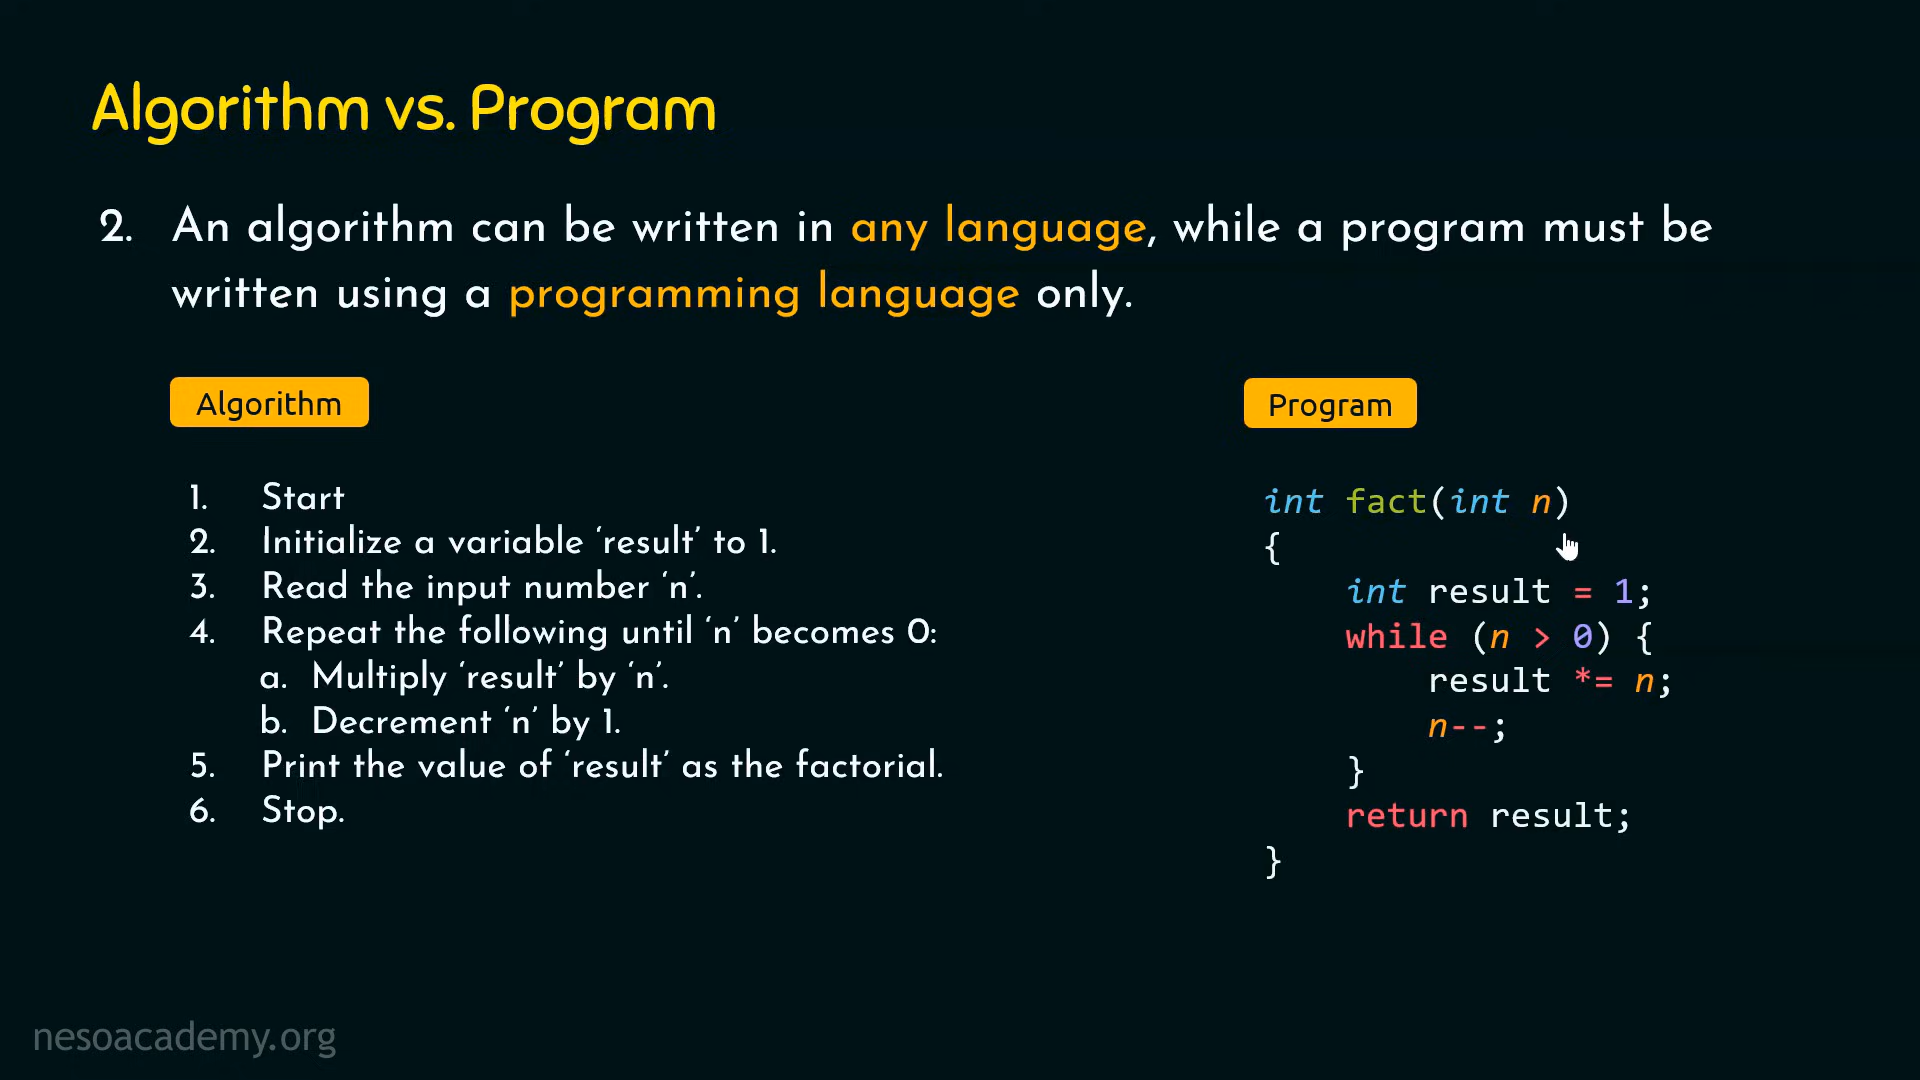 Algorithm vs. Program
2. An algorithm can be written in any language, while a program must be
written using a programming language only.
Algorithm
1. Start
2. Initialize a variable ‘result’ to 1.
3. Read the input number ‘n’.
4. Repeat the following until ‘n’ becomes 0:
a. Multiply ‘result’ by ‘n’.
b. Decrement ‘n’ by 1.
5. Print the value of ‘result’ as the factorial.
6. Stop.
Program
int fact(int n)
{
int result = 1;
while (n > 0) {
result *= n;
n--;
}
return result;
}
nesoacademy.org